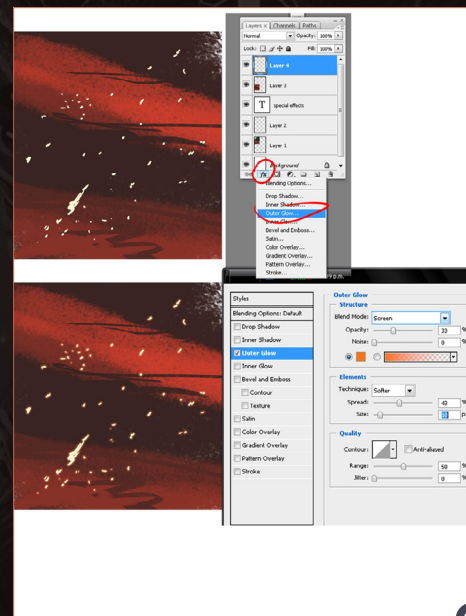 Layers × Channels Paths
Normal Opacity: 100%
Lock: Fill: 100%
Layer 4
Layer 3
T special effects
Layer 2
Layer 1
Background
fx
Blending Options...
Drop Shadow...
Inner Shadow...
Outer Glow...
Inner Glow...
Bevel and Emboss...
Satin...
Color Overlay...
Gradient Overlay...
Pattern Overlay...
Stroke...
p.m.
Styles
Blending Options: Default
Drop Shadow
Inner Shadow
Outer Glow
Inner Glow
Bevel and Emboss
Contour
Texture
Satin
Color Overlay
Gradient Overlay
Pattern Overlay
Stroke
Outer Glow
Structure
Blend Mode: Screen
Opacity: 33 %
Noise: 0 %
Elements
Technique: Softer
Spread: 43 %
Size: p
Quality
Contour: Anti-aliased
Range: 50 %
Jitter: 0 %